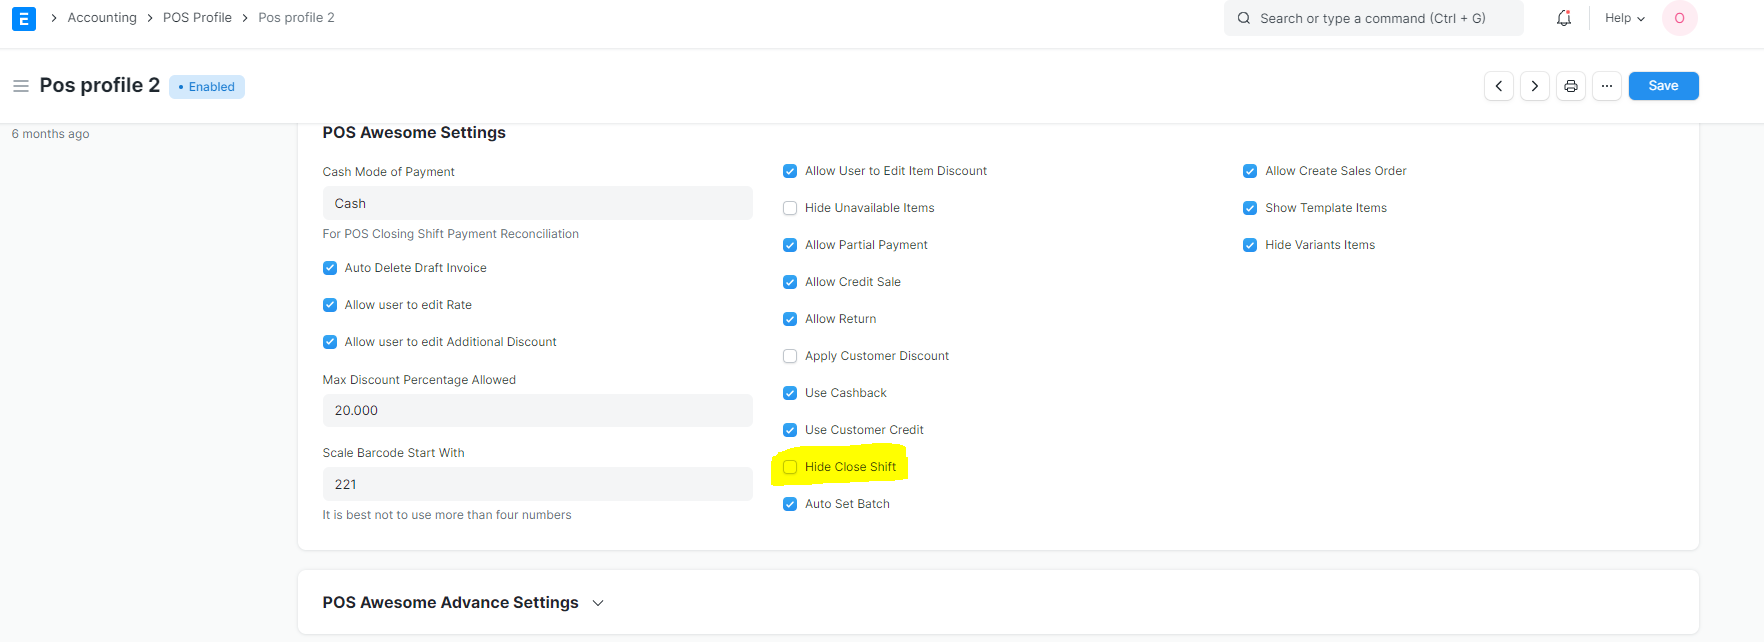 E
Accounting
POS Profile
Pos profile 2
Search or type a command (Ctrl + G)
Help
O
Pos profile 2
• Enabled
...
Save
6 months ago
POS Awesome Settings
Cash Mode of Payment
Cash
For POS Closing Shift Payment Reconciliation
Auto Delete Draft Invoice
Allow user to edit Rate
Allow user to edit Additional Discount
Max Discount Percentage Allowed
20.000
Scale Barcode Start With
221
It is best not to use more than four numbers
Allow User to Edit Item Discount
Hide Unavailable Items
Allow Partial Payment
Allow Credit Sale
Allow Return
Apply Customer Discount
Use Cashback
Use Customer Credit
Hide Close Shift
Auto Set Batch
Allow Create Sales Order
Show Template Items
Hide Variants Items
POS Awesome Advance Settings